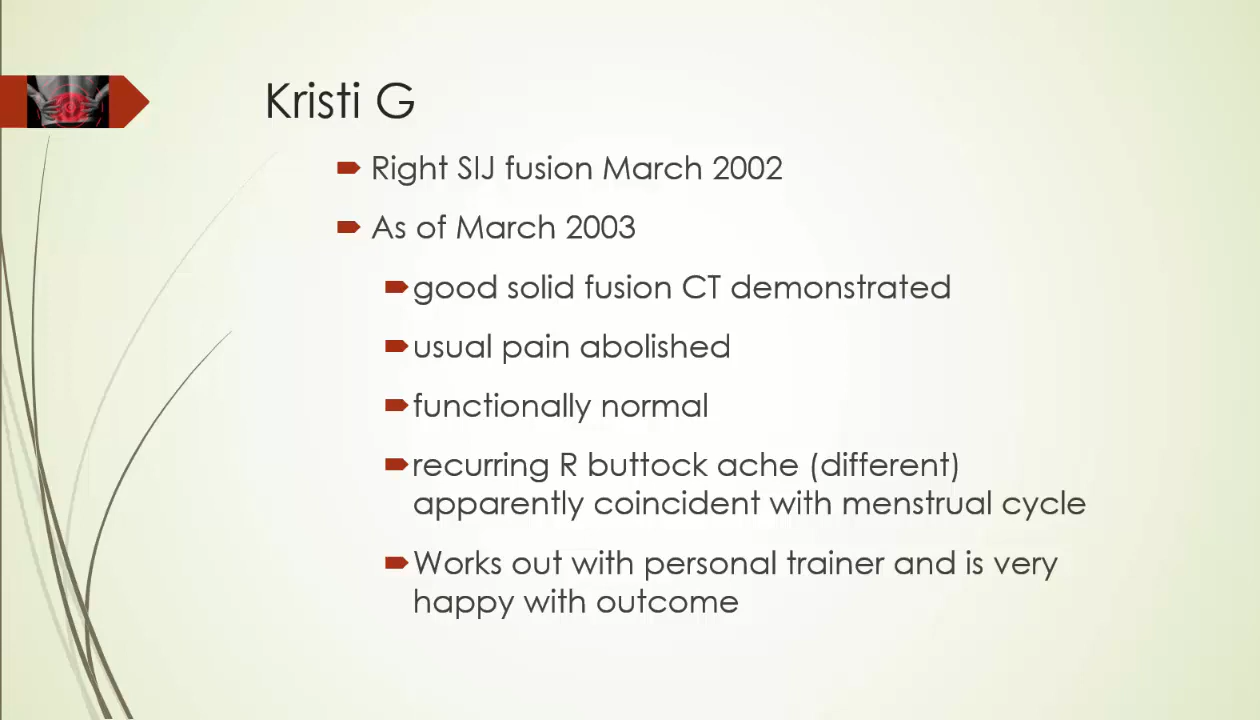 Kristi G
Right SIJ fusion March 2002
As of March 2003
good solid fusion CT demonstrated
usual pain abolished
functionally normal
recurring R buttock ache (different)
apparently coincident with menstrual cycle
Works out with personal trainer and is very
happy with outcome